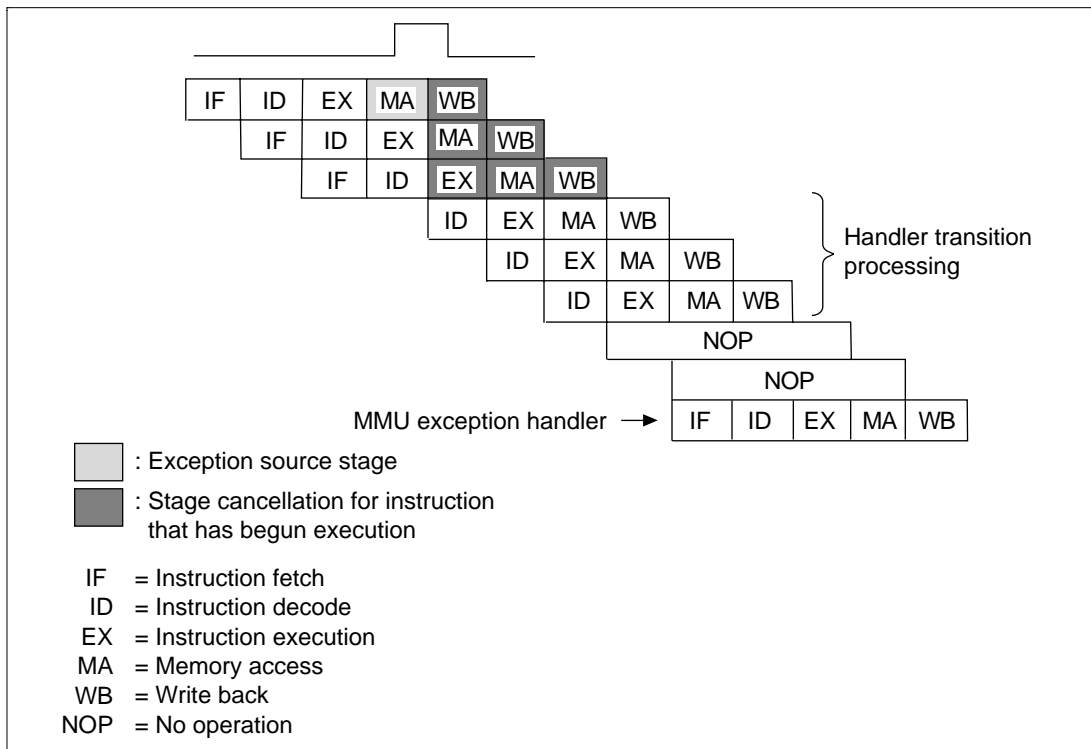 IF ID EX MA WB
IF ID EX MA WB
IF ID EX MA WB
ID EX MA WB
ID EX MA WB
ID EX MA WB
Handler transition
processing
NOP
NOP
MMU exception handler
IF ID EX MA WB
: Exception source stage
: Stage cancellation for instruction
that has begun execution
IF = Instruction fetch
ID = Instruction decode
EX = Instruction execution
MA = Memory access
WB = Write back
NOP = No operation